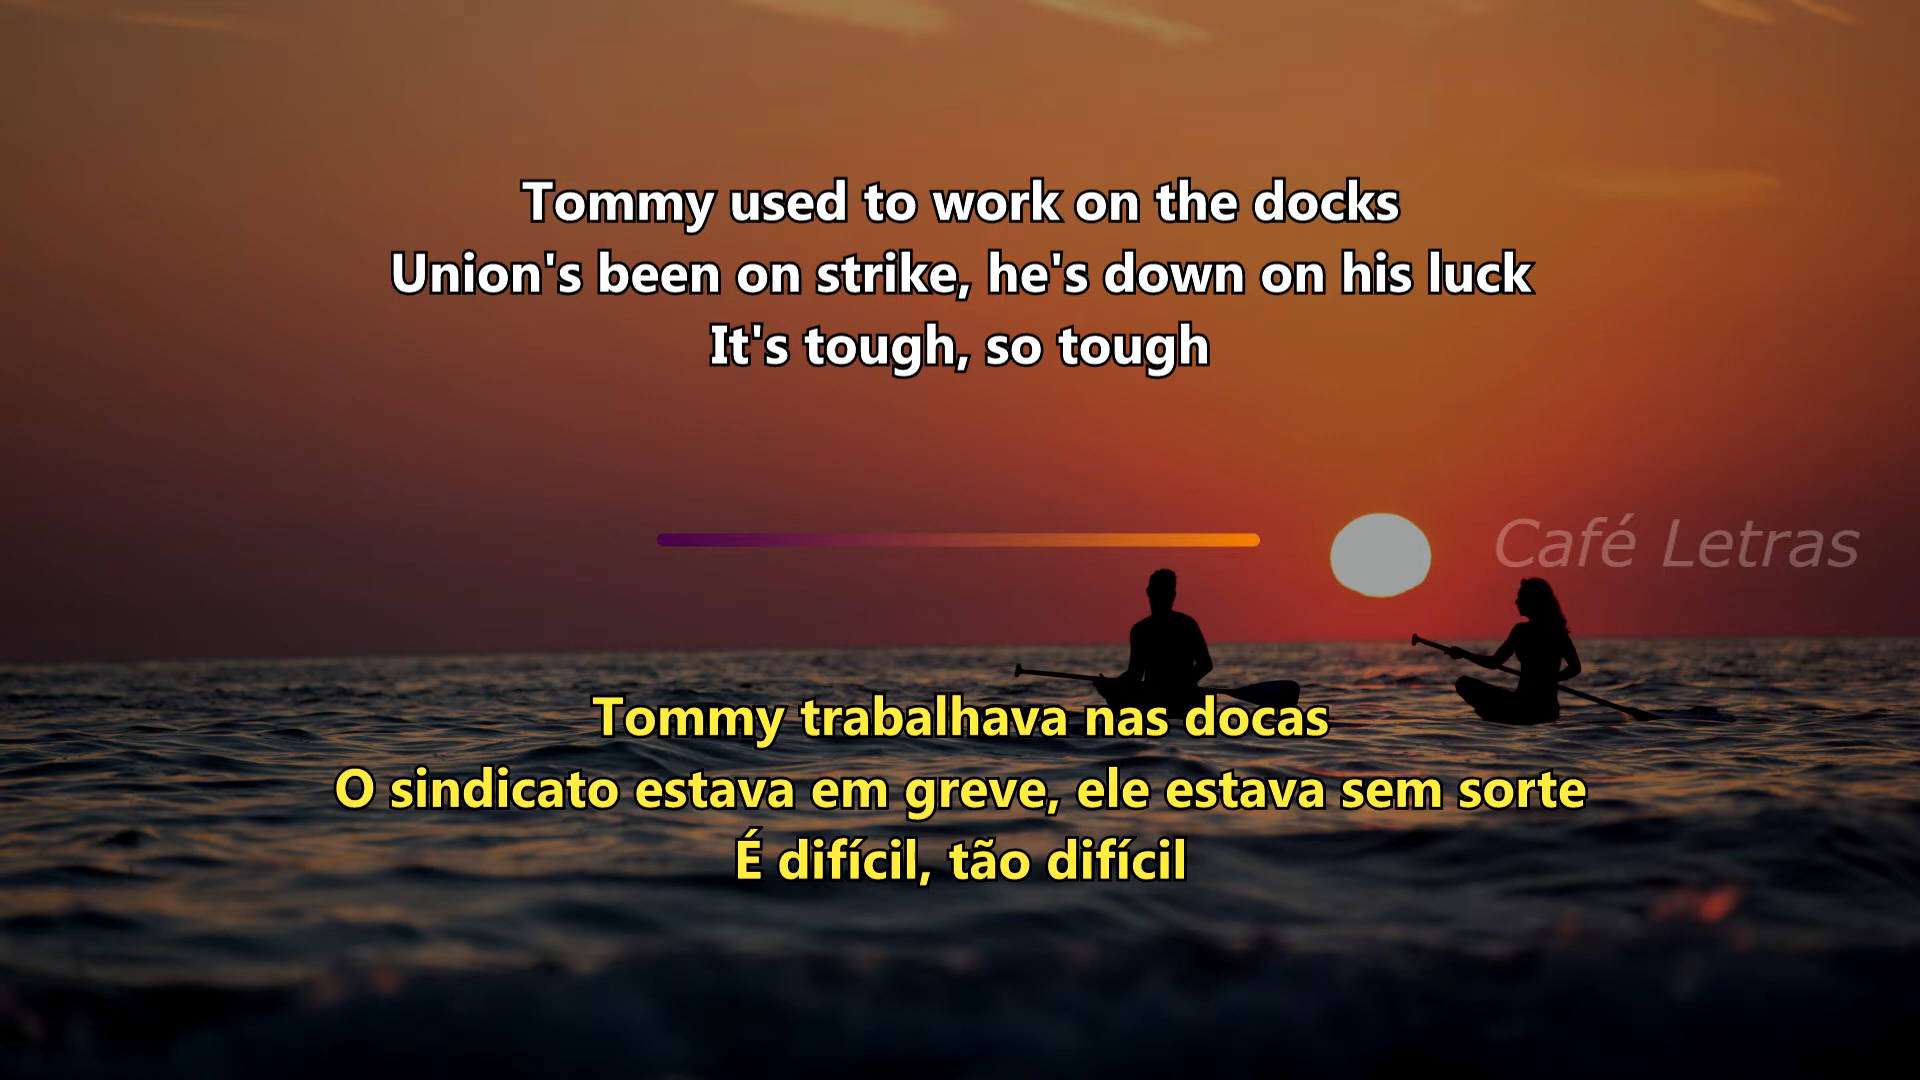 Tommy used to work on the docks
Union's been on strike, he's down on his luck
It's tough, so tough
Café Letras
Tommy trabalhava nas docas
O sindicato estava em greve, ele estava sem sorte
É difícil, tão difícil